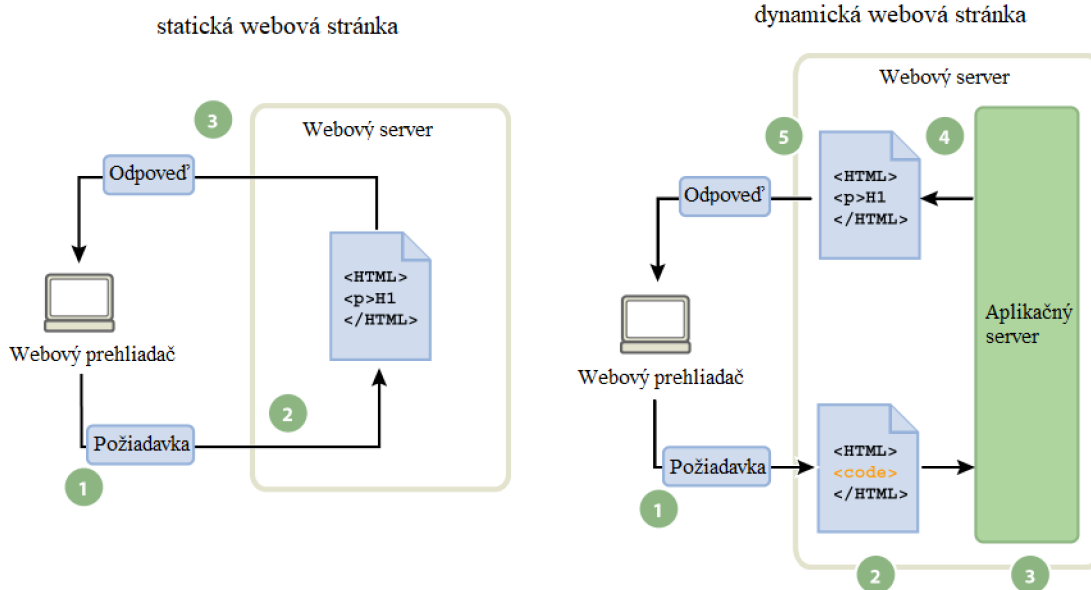 statická webová stránka
3
Webový server
Odpoveď
<HTML>
<p>H1
</HTML>
Webový prehliadač
2
Požiadavka
1
dynamická webová stránka
Webový server
5
4
<HTML>
<p>H1
</HTML>
Odpoveď
Aplikačný
server
Webový prehliadač
<HTML>
<code>
</HTML>
Požiadavka
1
2
3